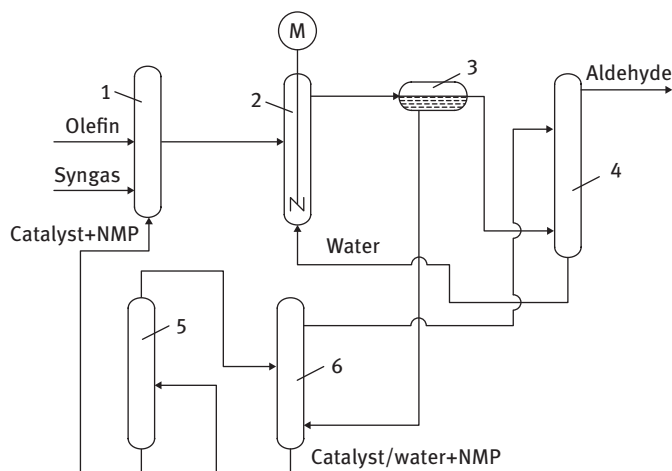 M
3
Aldehyde
1
2
Olefin
4
Syngas
Catalyst+NMP
Water
5
6
Catalyst/water+NMP